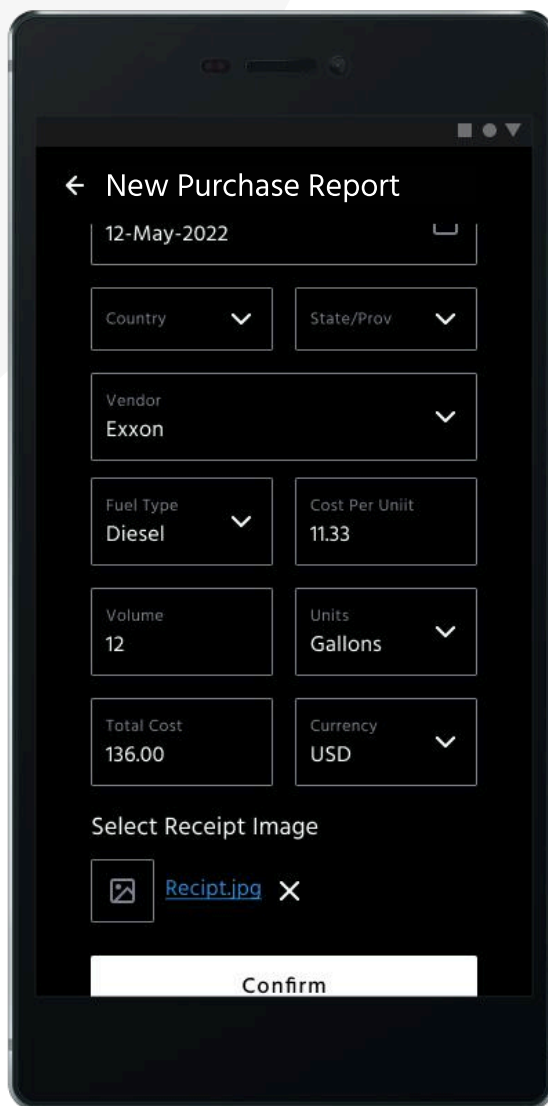 New Purchase Report
12-May-2022
Country State/Prov
Vendor
Exxon
Fuel Type Cost Per Uniit
Diesel 11.33
Volume Units
12 Gallons
Total Cost Currency
136.00 USD
Select Receipt Image
Recipt.jpg
Confirm